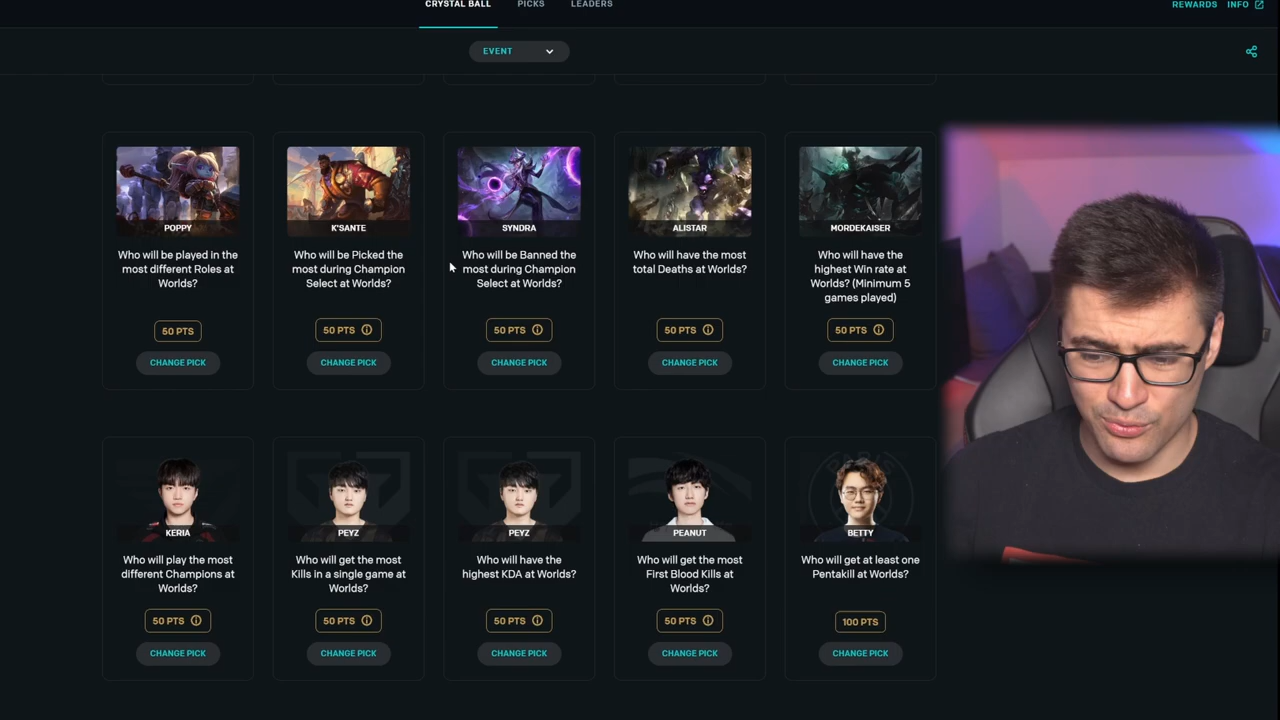 CRYSTAL BALL
PICKS
LEADERS
REWARDS
INFO
EVENT
POPPY
Who will be played in the
most different Roles at
Worlds?
50 PTS
CHANGE PICK
K'SANTE
Who will be Picked the
most during Champion
Select at Worlds?
50 PTS
CHANGE PICK
SYNDRA
Who will be Banned the
most during Champion
Select at Worlds?
50 PTS
CHANGE PICK
ALISTAR
Who will have the most
total Deaths at Worlds?
50 PTS
CHANGE PICK
MORDEKAISER
Who will have the
highest Win rate at
Worlds? (Minimum 5
games played)
50 PTS
CHANGE PICK
KERIA
Who will play the most
different Champions at
Worlds?
50 PTS
CHANGE PICK
PEYZ
Who will get the most
Kills in a single game at
Worlds?
50 PTS
CHANGE PICK
PEYZ
Who will have the
highest KDA at Worlds?
50 PTS
CHANGE PICK
PEANUT
Who will get the most
First Blood Kills at
Worlds?
50 PTS
CHANGE PICK
BETTY
Who will get at least one
Pentakill at Worlds?
100 PTS
CHANGE PICK